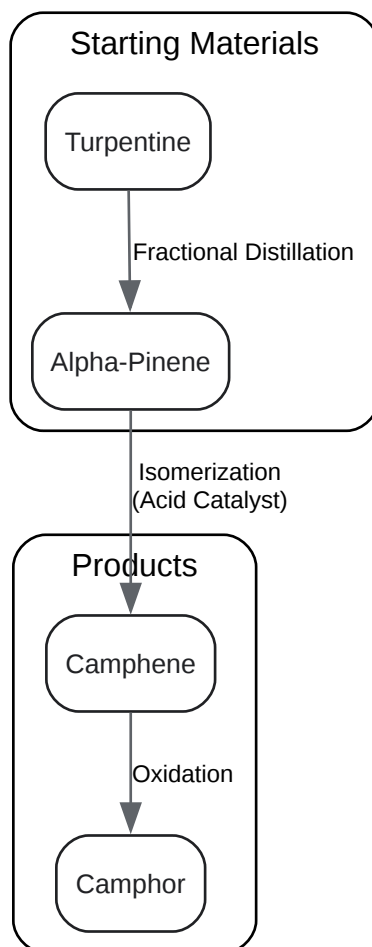 Starting Materials
Turpentine
Fractional Distillation
Alpha-Pinene
Isomerization
(Acid Catalyst)
Products
Camphene
Oxidation
Camphor